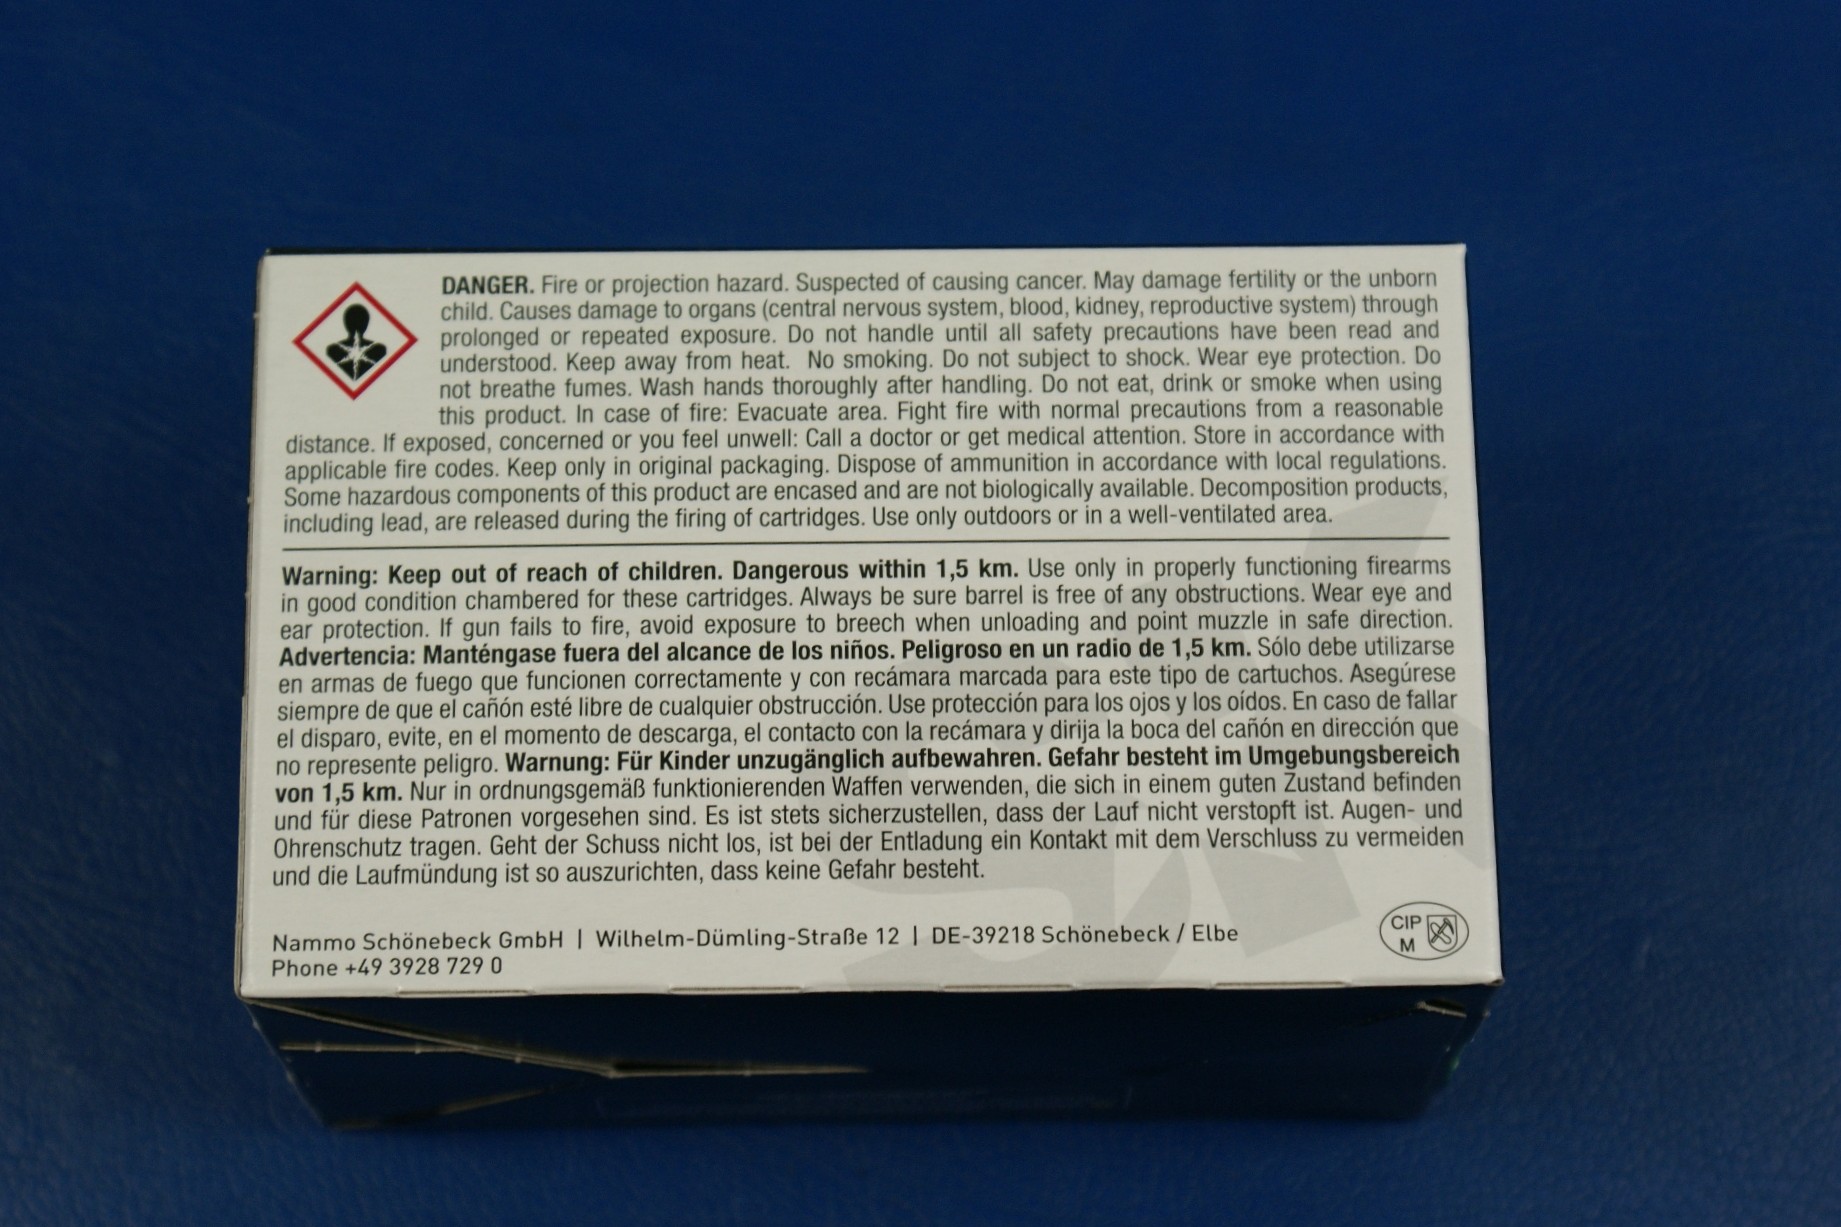 DANGER. Fire or projection hazard. Suspected of causing cancer. May damage fertility or the unborn
child. Causes damage to organs (central nervous system, blood, kidney, reproductive system) through
prolonged or repeated exposure. Do not handle until all safety precautions have been read and
understood. Keep away from heat. No smoking. Do not subject to shock. Wear eye protection. Do
not breathe fumes. Wash hands thoroughly after handling. Do not eat, drink or smoke when using
this product. In case of fire: Evacuate area. Fight fire with normal precautions from a reasonable
distance. If exposed, concerned or you feel unwell: Call a doctor or get medical attention. Store in accordance with
applicable fire codes. Keep only in original packaging. Dispose of ammunition in accordance with local regulations.
Some hazardous components of this product are encased and are not biologically available. Decomposition products,
including lead, are released during the firing of cartridges. Use only outdoors or in a well-ventilated area.
Warning: Keep out of reach of children. Dangerous within 1,5 km. Use only in properly functioning firearms
in good condition chambered for these cartridges. Always be sure barrel is free of any obstructions. Wear eye and
ear protection. If gun fails to fire, avoid exposure to breech when unloading and point muzzle in safe direction.
Advertencia: Manténgase fuera del alcance de los niños. Peligroso en un radio de 1,5 km. Sólo debe utilizarse
en armas de fuego que funcionen correctamente y con recámara marcada para este tipo de cartuchos. Asegúrese
siempre de que el cañón esté libre de cualquier obstrucción. Use protección para los ojos y los oídos. En caso de fallar
el disparo, evite, en el momento de descarga, el contacto con la recámara y dirija la boca del cañón en dirección que
no represente peligro. Warnung: Für Kinder unzugänglich aufbewahren. Gefahr besteht im Umgebungsbereich
von 1,5 km. Nur in ordnungsgemäß funktionierenden Waffen verwenden, die sich in einem guten Zustand befinden
und für diese Patronen vorgesehen sind. Es ist stets sicherzustellen, dass der Lauf nicht verstopft ist. Augen- und
Ohrenschutz tragen. Geht der Schuss nicht los, ist bei der Entladung ein Kontakt mit dem Verschluss zu vermeiden
und die Laufmündung ist so auszurichten, dass keine Gefahr besteht.
Nammo Schönebeck GmbH | Wilhelm-Dümling-Straße 12 | DE-39218 Schönebeck / Elbe
Phone +49 3928 729 0
CIP
M